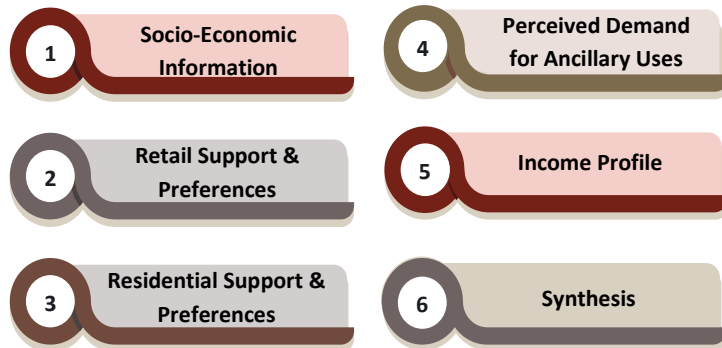 1
Socio-Economic
Information
2
Retail Support &
Preferences
3
Residential Support &
Preferences
4
Perceived Demand
for Ancillary Uses
5
Income Profile
6
Synthesis